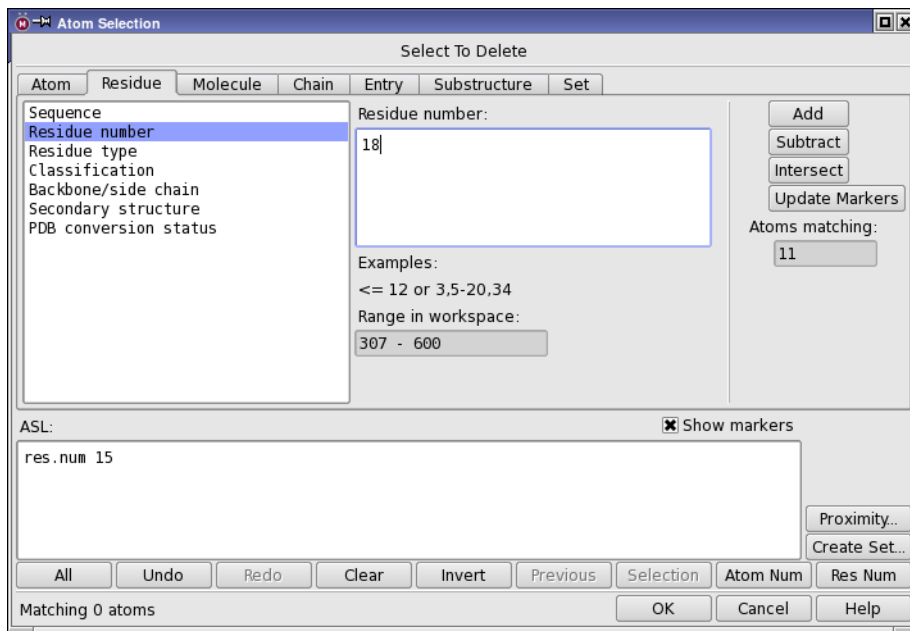 Atom Selection
Select To Delete
Atom Residue Molecule Chain Entry Substructure Set
Sequence
Residue number
Residue type
Classification
Backbone/side chain
Secondary structure
PDB conversion status
Residue number:
18
Examples:
<= 12 or 3,5-20,34
Range in workspace:
307 - 600
Add
Subtract
Intersect
Update Markers
Atoms matching:
11
ASL:
Show markers
res.num 15
Proximity...
Create Set...
All Undo Redo Clear Invert Previous Selection Atom Num Res Num
Matching 0 atoms
OK Cancel Help